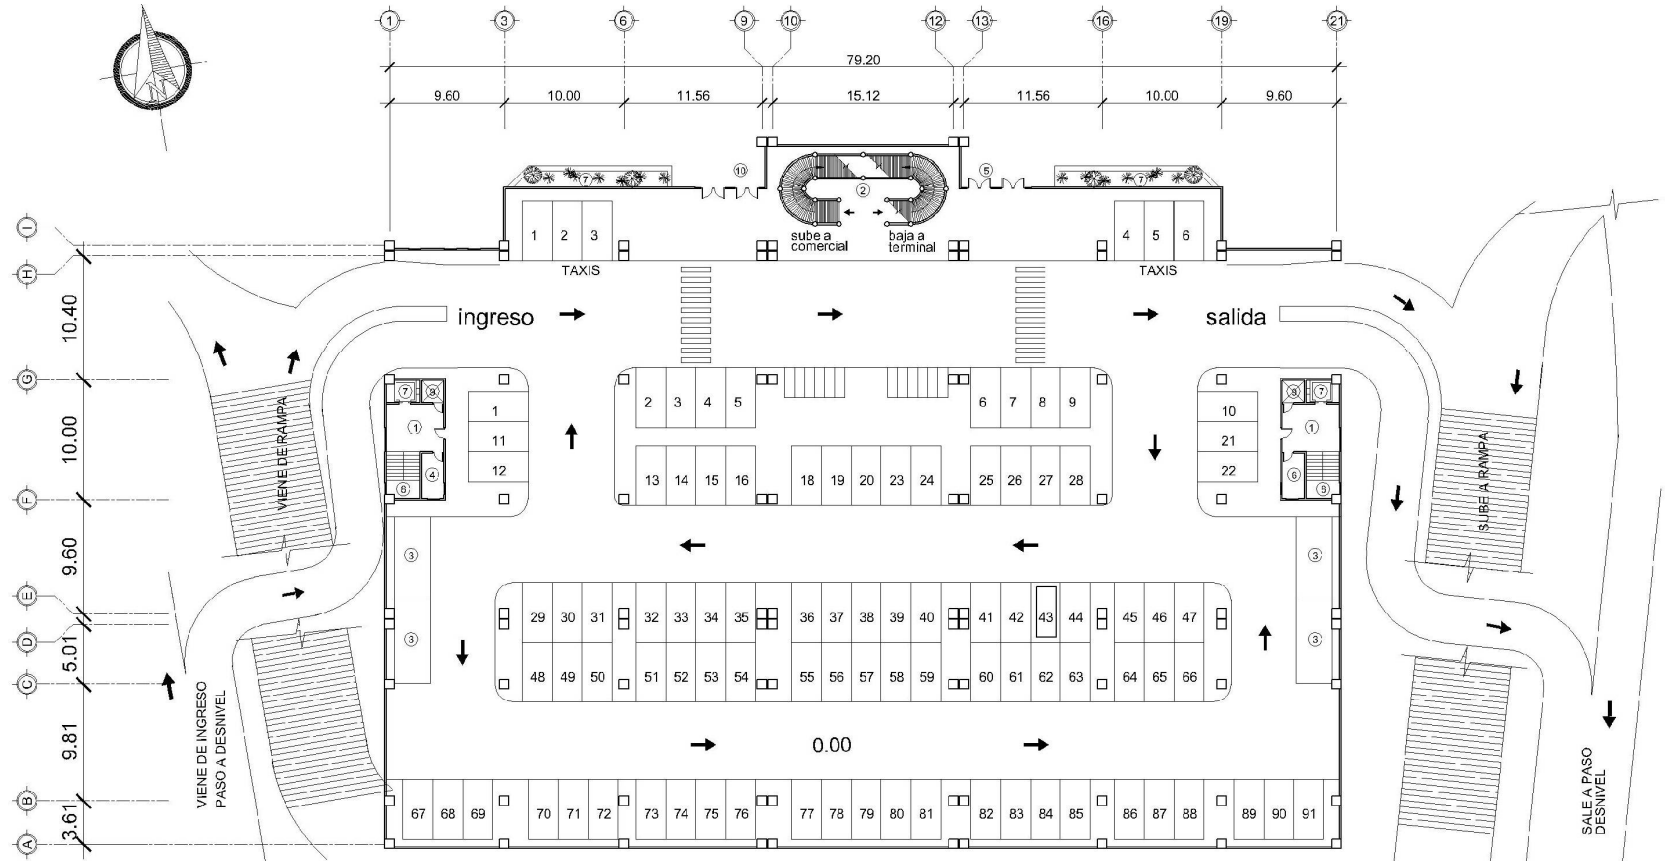 1 3 6 9 10 12 13 16 19 21
79.20
9.60 10.00 11.56 15.12 11.56 10.00 9.60
N
10 5
7 2 7
I
1 2 3
sube a
comercial
baja a
terminal
4 5 6
TAXIS TAXIS
H
10.40
ingreso salida
G
7 9 9 7
1 2 3 4 5 6 7 8 9 10
1 11 21 1
12 22
4 6 6 8
13 14 15 16 18 19 20 23 24 25 26 27 28
VIENE DE RAMPA
SUBE A RAMPA
10.00
F
3 3
9.60
E
29 30 31 32 33 34 35 36 37 38 39 40 41 42 43 44 45 46 47
D
3 3
5.01
48 49 50 51 52 53 54 55 56 57 58 59 60 61 62 63 64 65 66
C
VIENE DE INGRESO
PASO A DESNIVEL
9.81
0.00
SALE A PASO
DESNIVEL
B
67 68 69 70 71 72 73 74 75 76 77 78 79 80 81 82 83 84 85 86 87 88 89 90 91
3.61
A